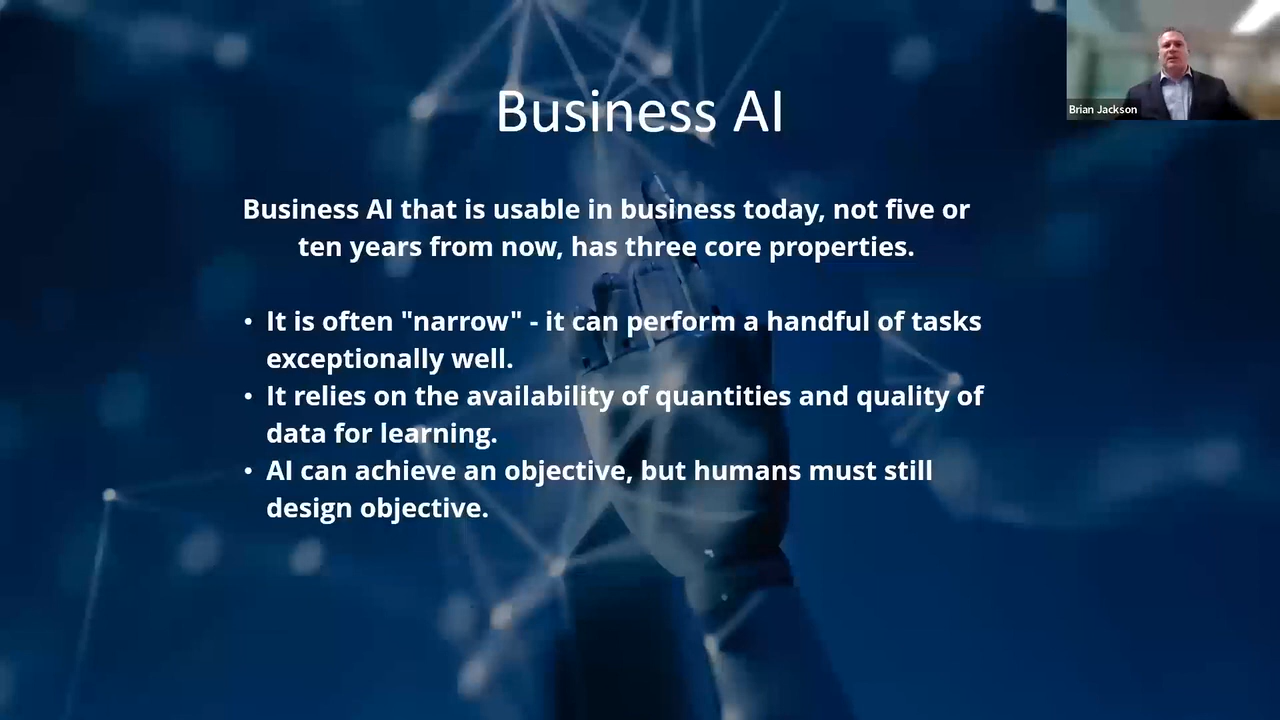 Business AI
Brian Jackson
Business AI that is usable in business today, not five or
ten years from now, has three core properties.
• It is often "narrow" - it can perform a handful of tasks
exceptionally well.
• It relies on the availability of quantities and quality of
data for learning.
• AI can achieve an objective, but humans must still
design objective.